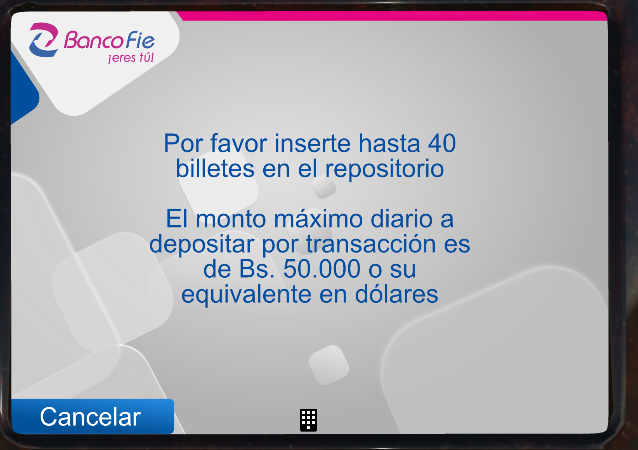 Banco Fie
¡eres tú!
Por favor inserte hasta 40
billetes en el repositorio
El monto máximo diario a
depositar por transacción es
de Bs. 50.000 o su
equivalente en dólares
Cancelar